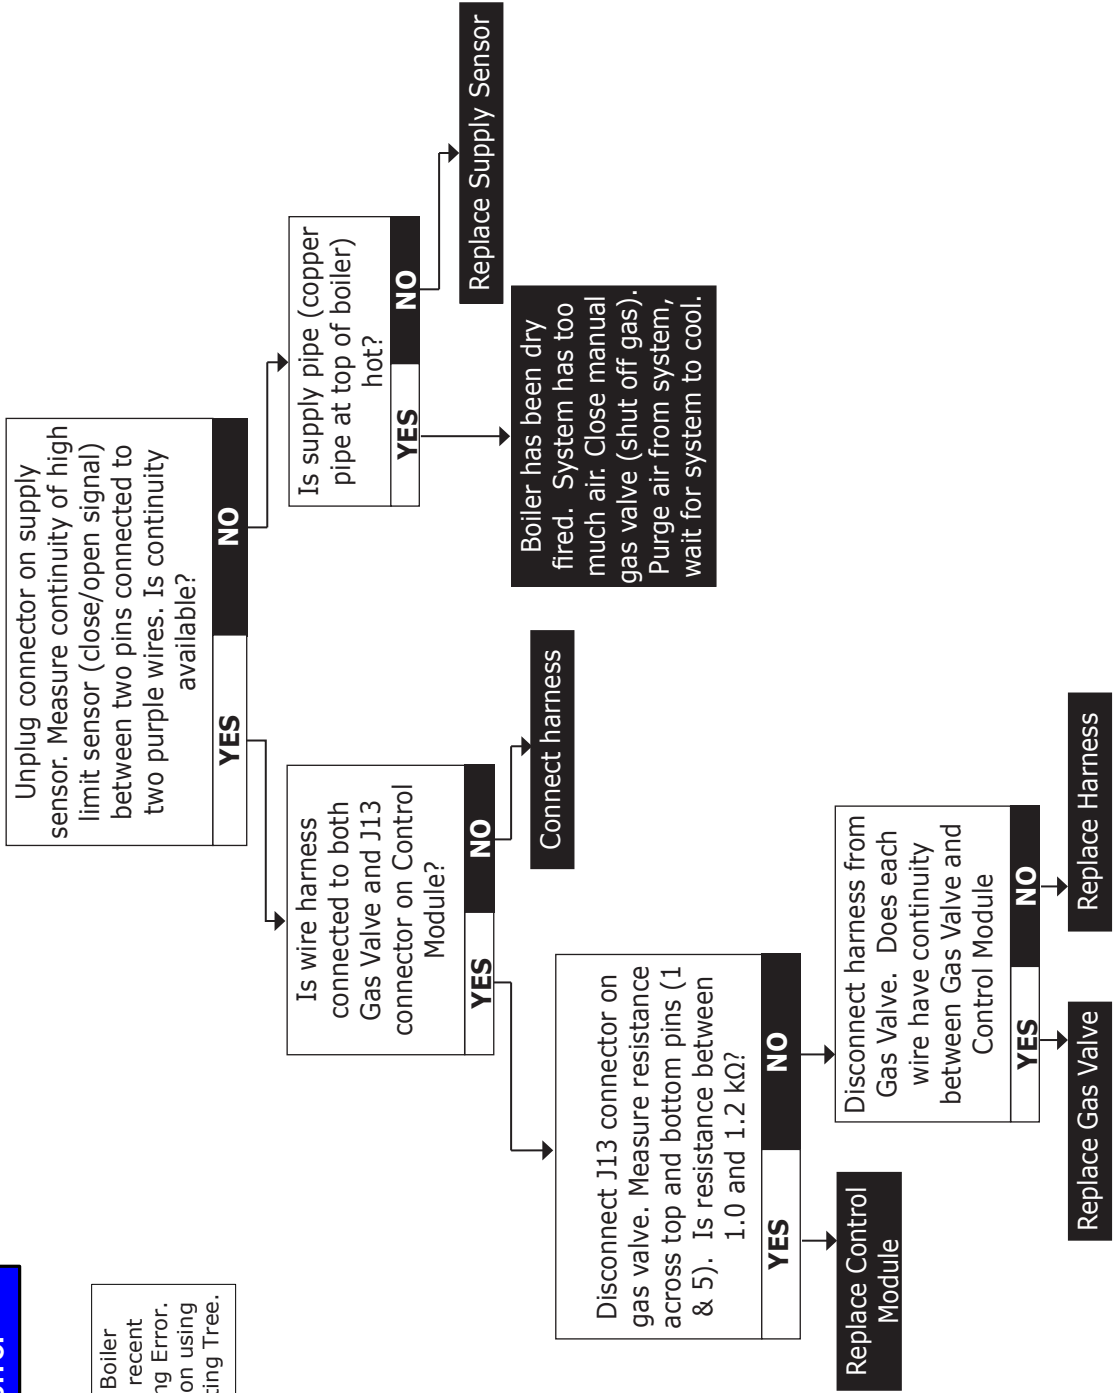 Boiler
recent
ng Error.
on using
ting Tree.
Unplug connector on supply
sensor. Measure continuity of high
limit sensor (close/open signal)
between two pins connected to
two purple wires. Is continuity
available?
YES
NO
Is wire harness
connected to both
Gas Valve and J13
connector on Control
Module?
YES
NO
Is supply pipe (copper
pipe at top of boiler)
hot?
YES
NO
Connect harness
Replace Supply Sensor
Boiler has been dry
fired. System has too
much air. Close manual
gas valve (shut off gas).
Purge air from system,
wait for system to cool.
Disconnect J13 connector on
gas valve. Measure resistance
across top and bottom pins (1
& 5). Is resistance between
1.0 and 1.2 kΩ?
YES
NO
Replace Control
Module
Disconnect harness from
Gas Valve. Does each
wire have continuity
between Gas Valve and
Control Module
YES
NO
Replace Gas Valve
Replace Harness